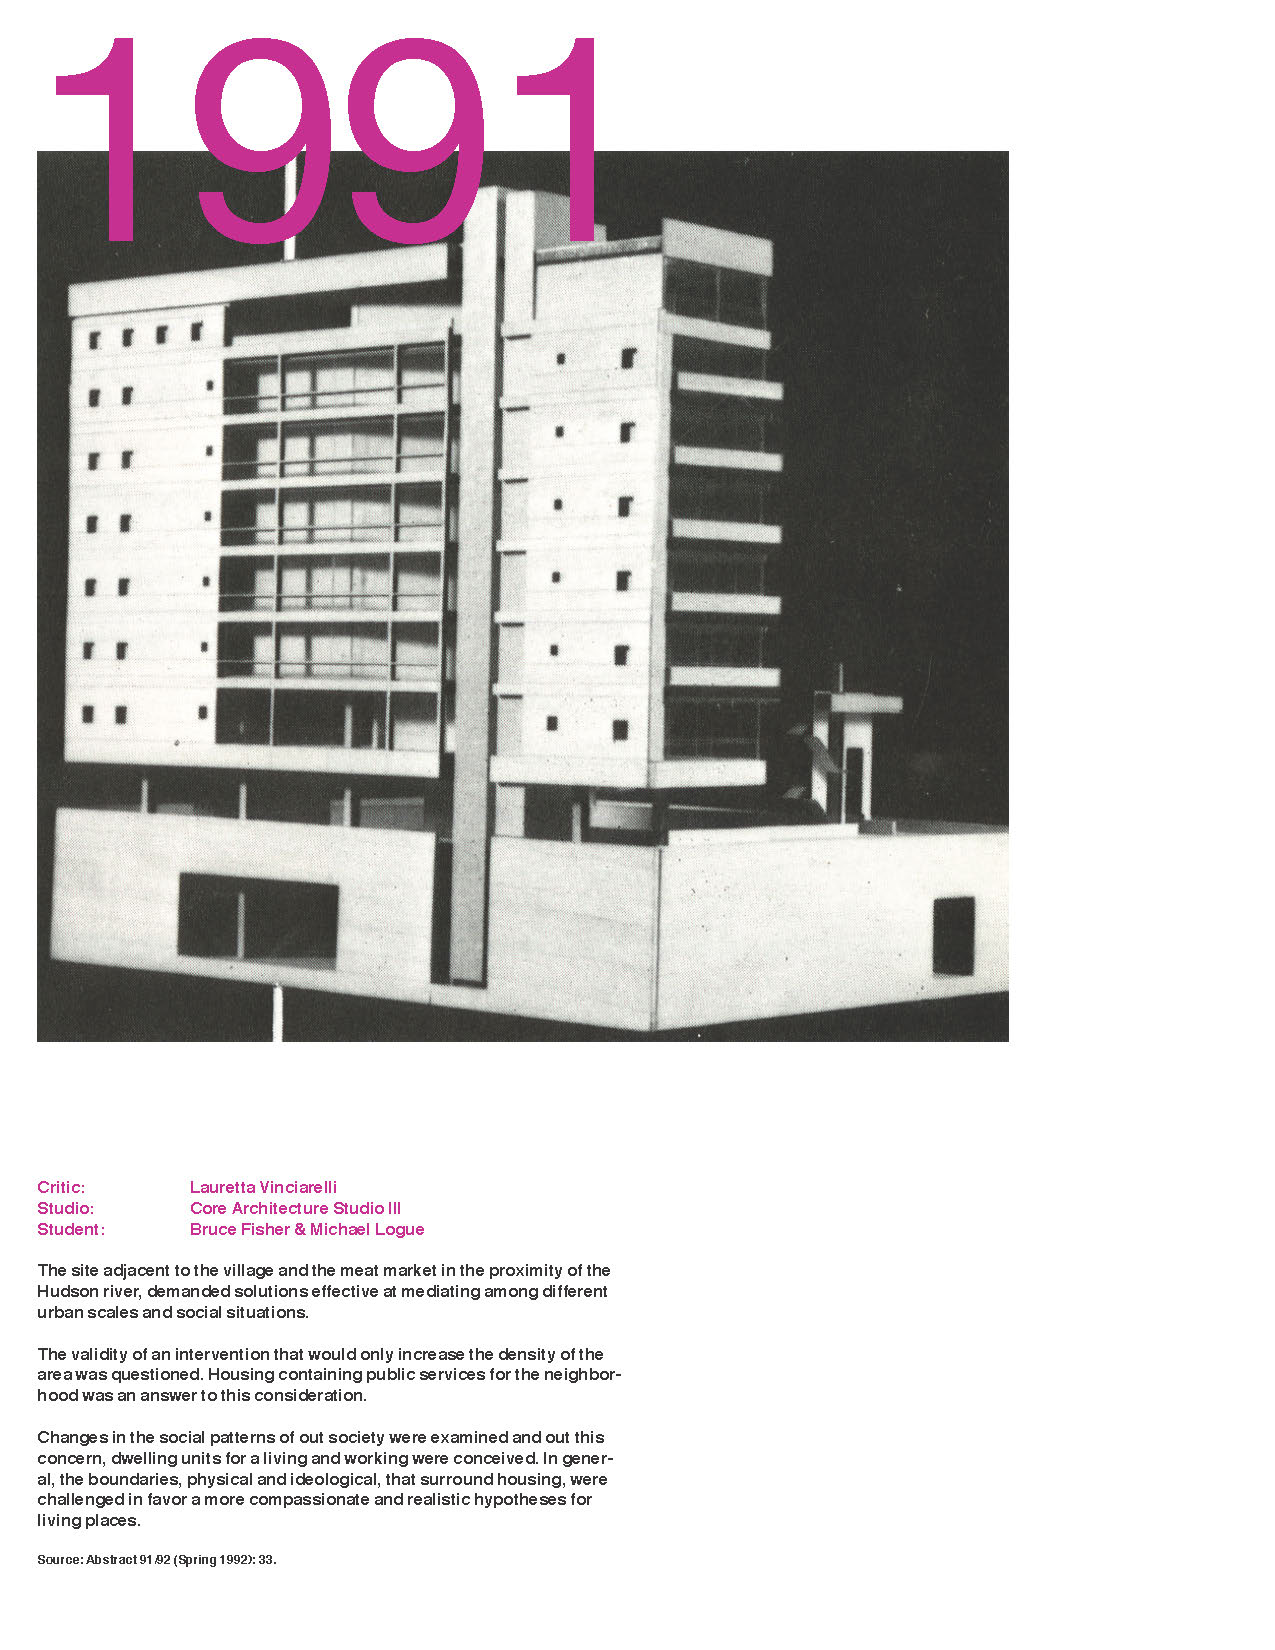 1991
Critic: Lauretta Vinciarelli
Studio: Core Architecture Studio III
Student: Bruce Fisher & Michael Logue
The site adjacent to the village and the meat market in the proximity of the
Hudson river, demanded solutions effective at mediating among different
urban scales and social situations.
The validity of an intervention that would only increase the density of the
area was questioned. Housing containing public services for the neighbor-
hood was an answer to this consideration.
Changes in the social patterns of out society were examined and out this
concern, dwelling units for a living and working were conceived. In gener-
al, the boundaries, physical and ideological, that surround housing, were
challenged in favor a more compassionate and realistic hypotheses for
living places.
Source: Abstract 91/92 (Spring 1992): 33.